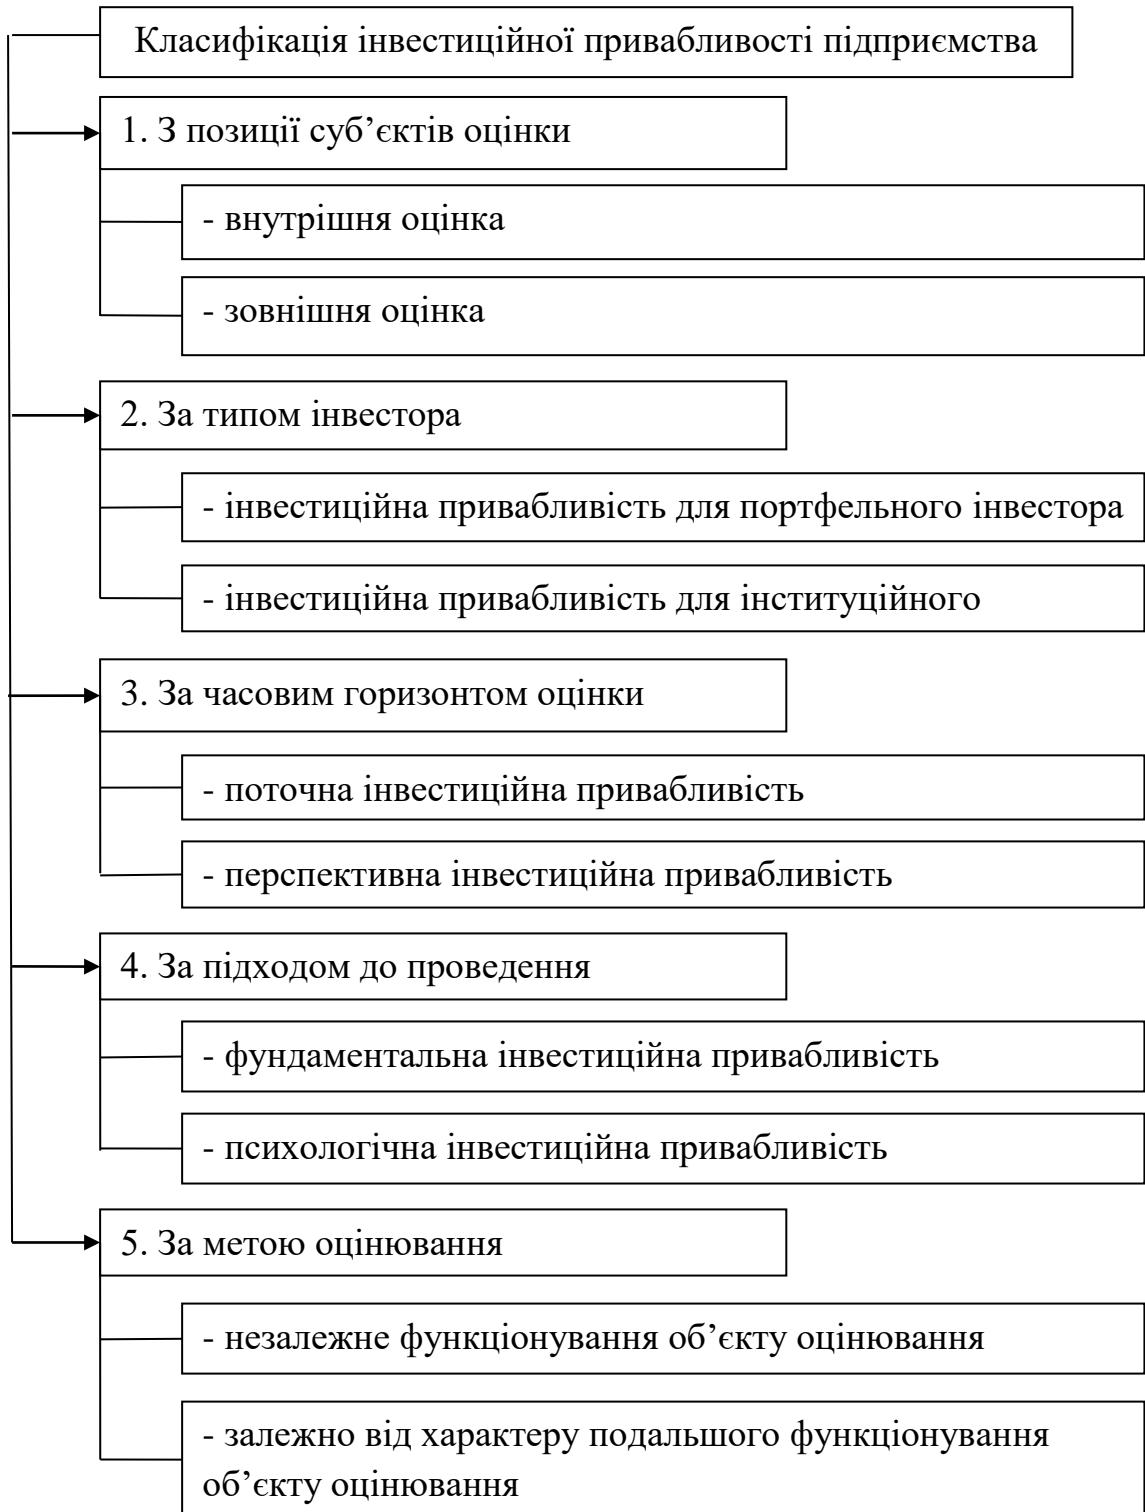 Класифікація інвестиційної привабливості підприємства
1. З позиції суб’єктів оцінки
- внутрішня оцінка
- зовнішня оцінка
2. За типом інвестора
- інвестиційна привабливість для портфельного інвестора
- інвестиційна привабливість для інституційного
3. За часовим горизонтом оцінки
- поточна інвестиційна привабливість
- перспективна інвестиційна привабливість
4. За підходом до проведення
- фундаментальна інвестиційна привабливість
- психологічна інвестиційна привабливість
5. За метою оцінювання
- незалежне функціонування об’єкту оцінювання
- залежно від характеру подальшого функціонування
об’єкту оцінювання